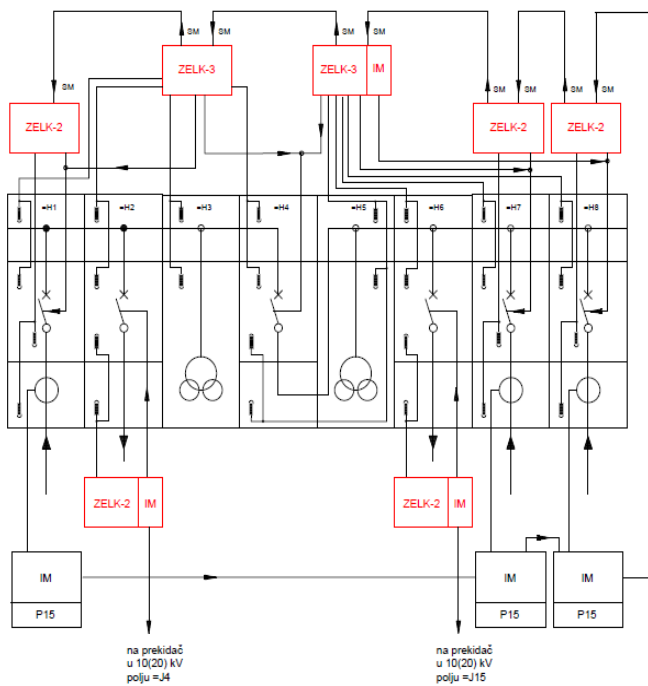 SM
SM
SM
SM
ZELK-3
ZELK-3
IM
SM
SM
SM
SM
SM
ZELK-2
ZELK-2
ZELK-2
=H1
=H2
=H3
=H4
=H5
=H6
=H7
=H8
ZELK-2
IM
ZELK-2
IM
IM
IM
IM
P15
P15
P15
na prekidač
u 10(20) kV
polju =J4
na prekidač
u 10(20) kV
polju =J15